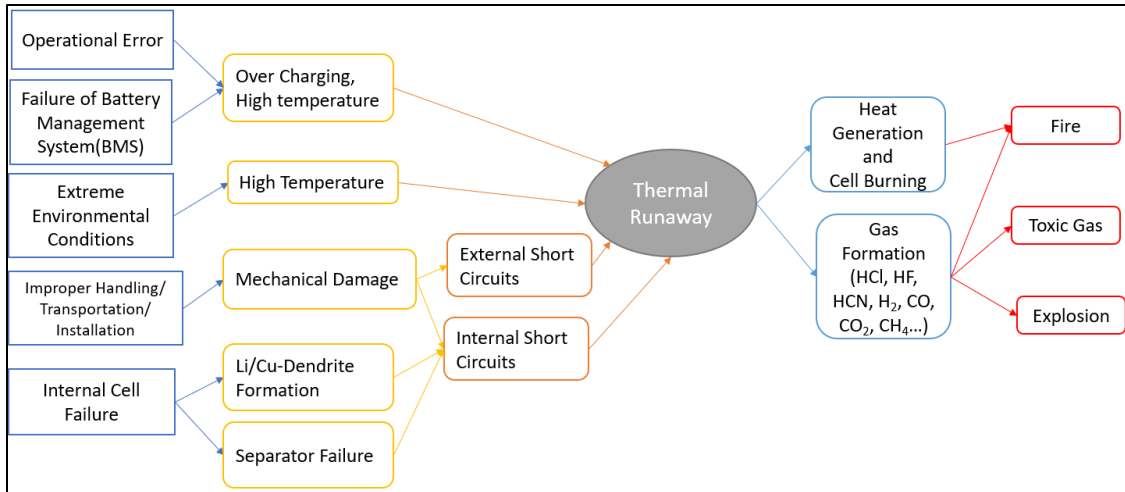 Operational Error
Failure of Battery
Management
System(BMS)
Extreme
Environmental
Conditions
Improper Handling/
Transportation/
Installation
Internal Cell
Failure
Over Charging,
High temperature
High Temperature
Mechanical Damage
Li/Cu-Dendrite
Formation
Separator Failure
External Short
Circuits
Internal Short
Circuits
Thermal
Runaway
Heat
Generation
and
Cell Burning
Gas
Formation
(HCl, HF,
HCN, H₂, CO,
CO₂, CH₄...)
Fire
Toxic Gas
Explosion